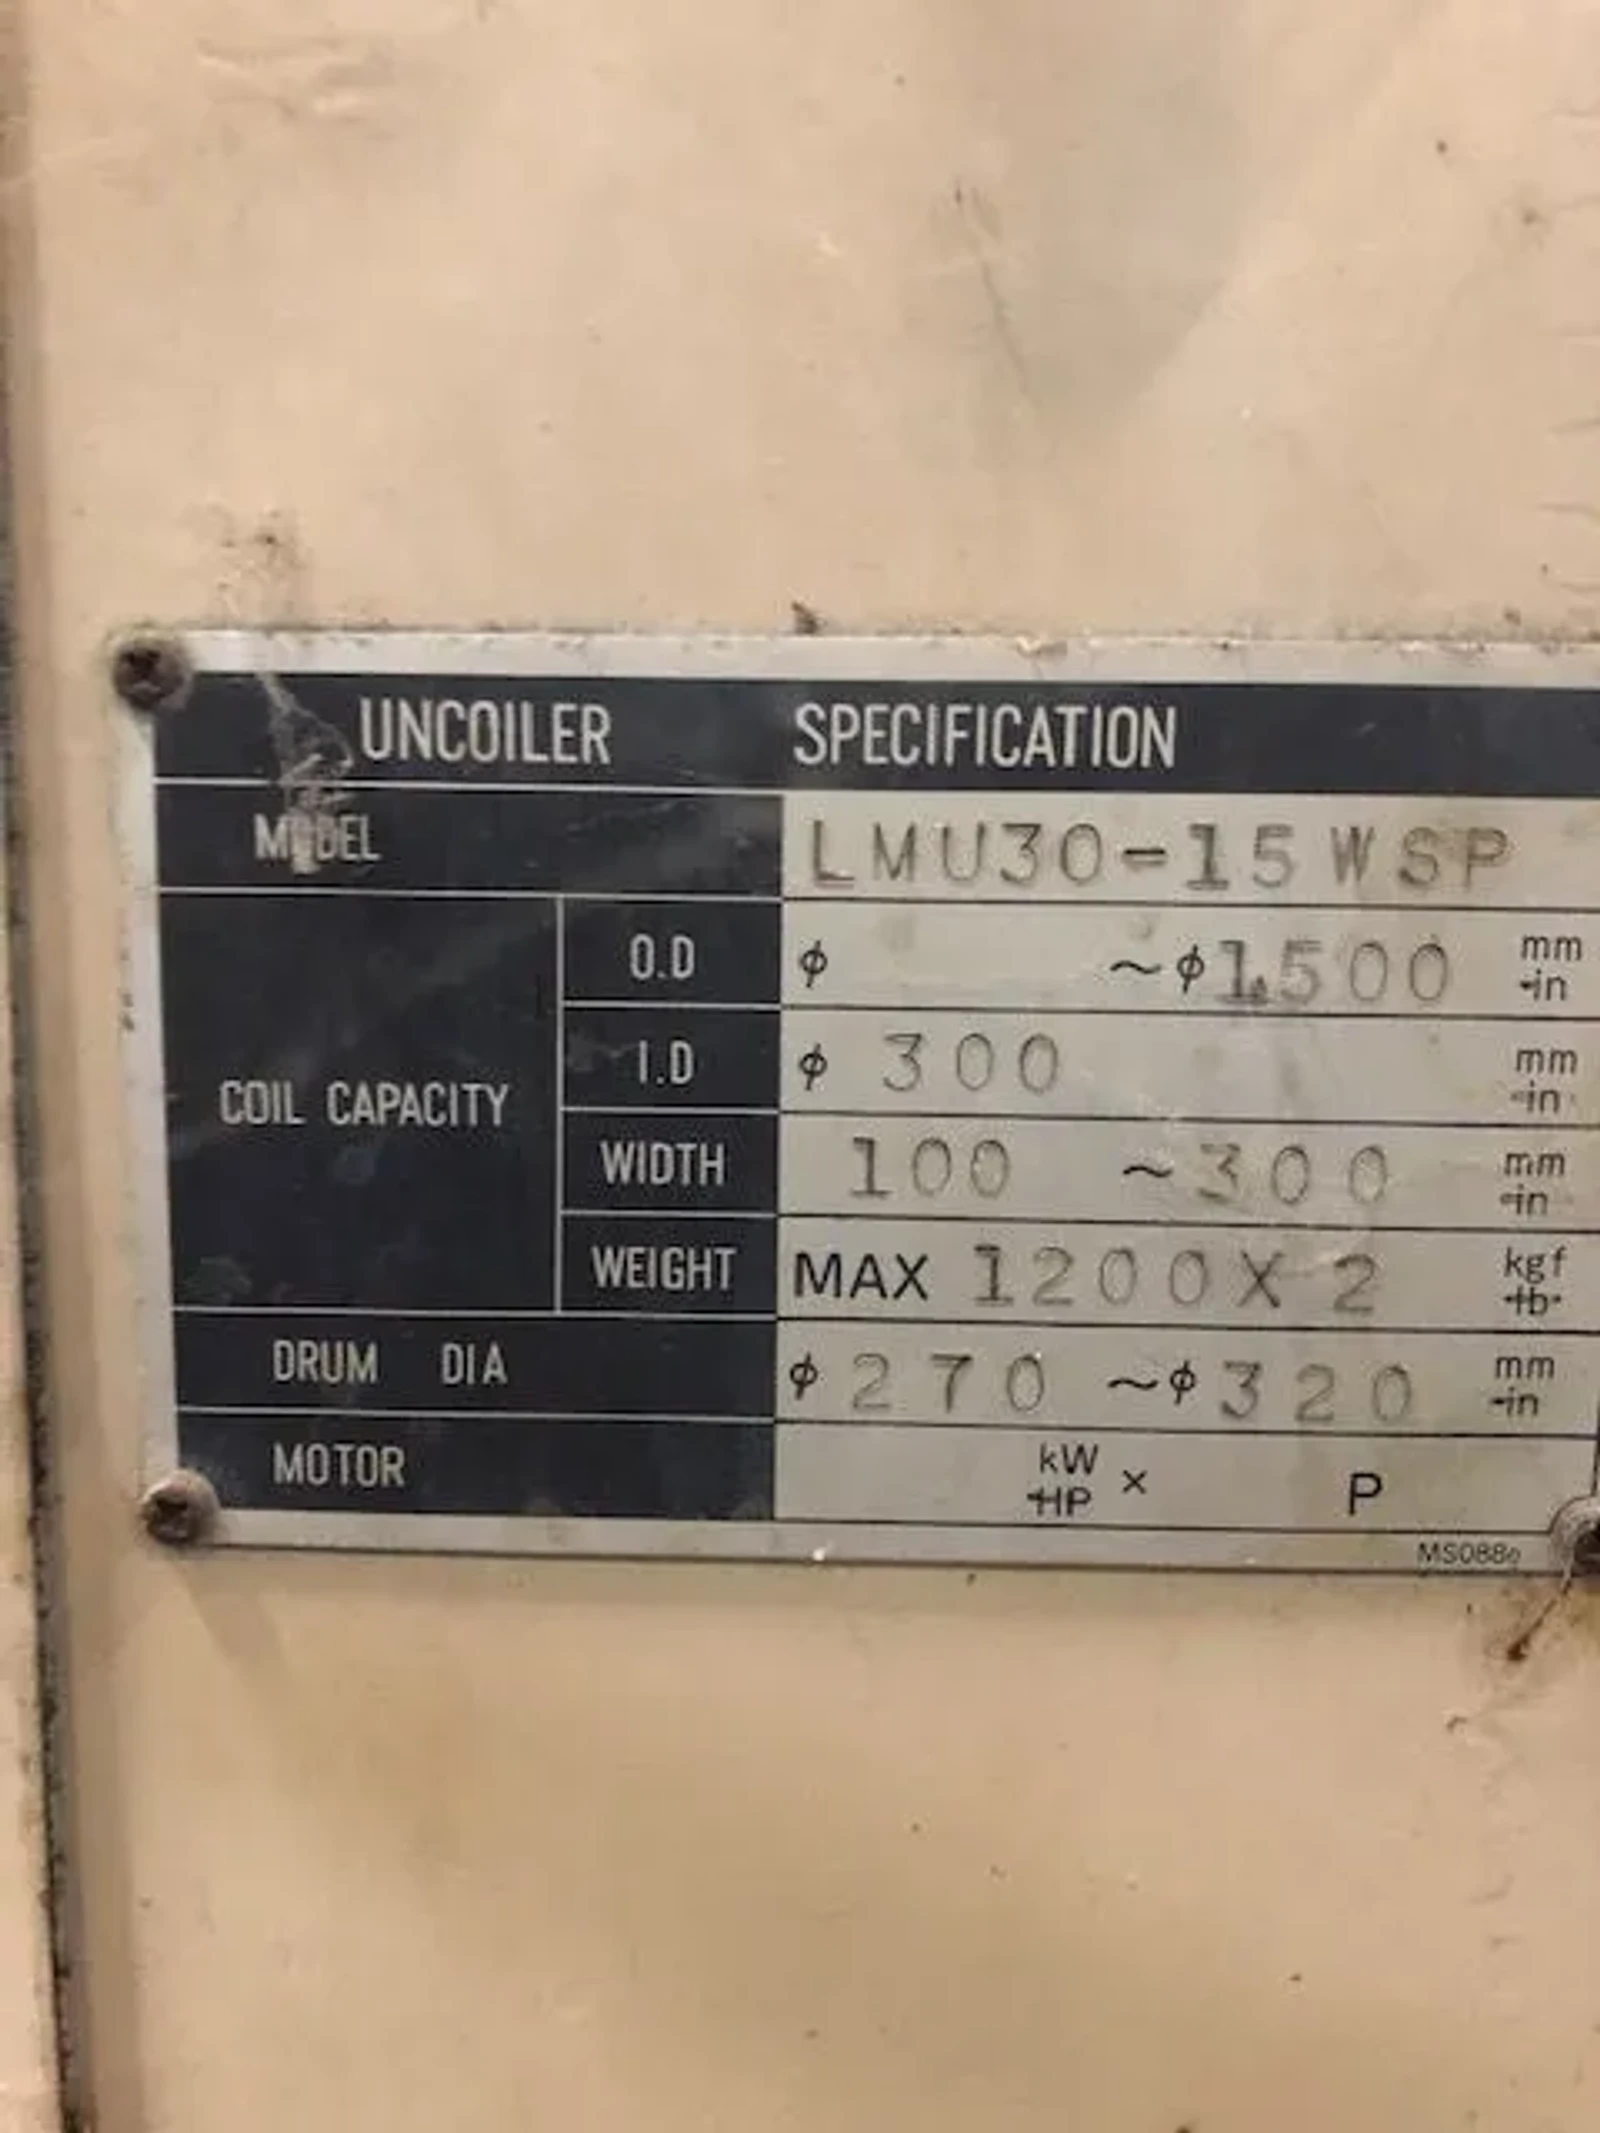 UNCOILER SPECIFICATION
MODEL LMU30-15WSP
COIL CAPACITY
O.D φ ~φ1500 mm in
I.D φ 300 mm in
WIDTH 100 ~300 mm in
WEIGHT MAX 1200X2 kgf lb
DRUM DIA φ270 ~φ320 mm in
MOTOR kW HP × P